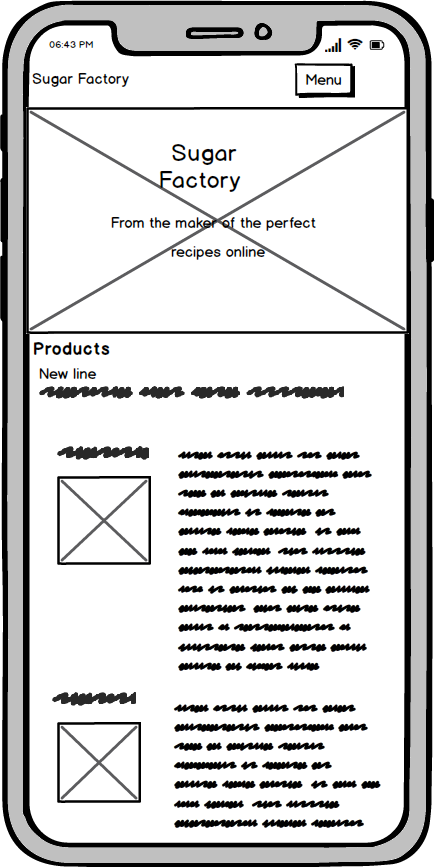 06:43 PM
Sugar Factory
Menu
Sugar
Factory
From the maker of the perfect
recipes online
Products
New line